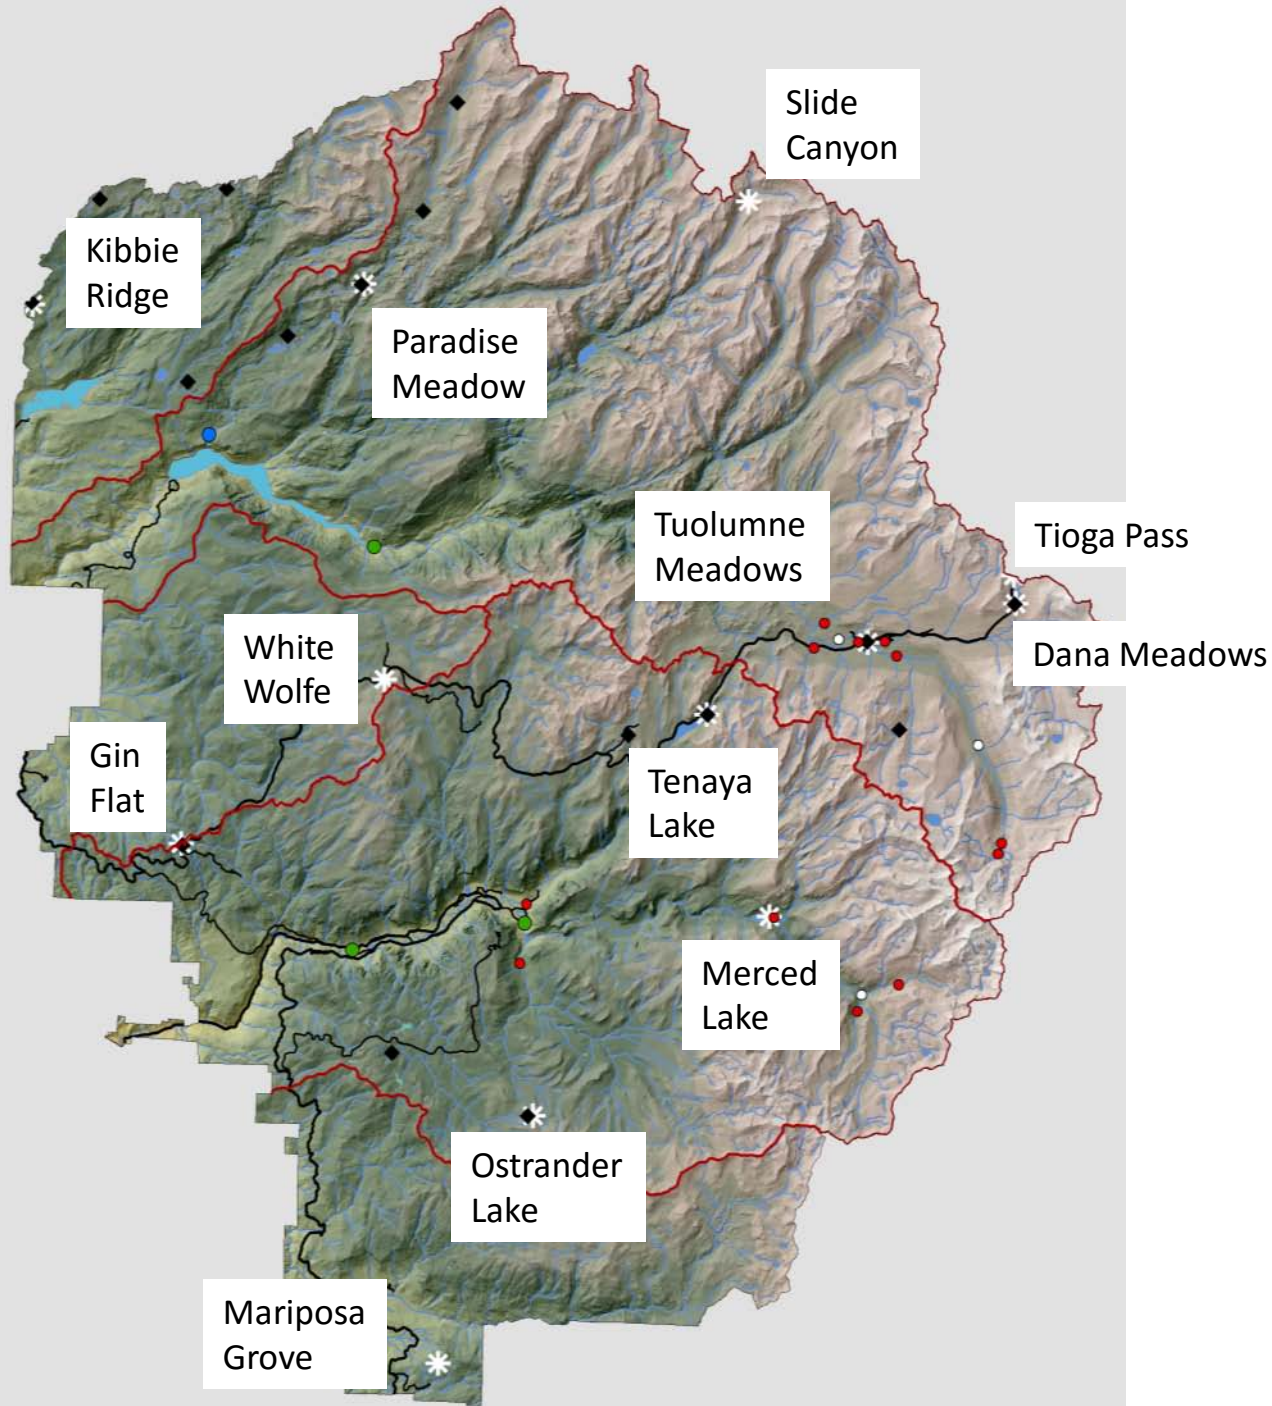 Slide
Canyon
Kibbie
Ridge
Paradise
Meadow
Tuolumne
Meadows
Tioga Pass
White
Wolfe
Dana Meadows
Gin
Flat
Tenaya
Lake
Merced
Lake
Ostrander
Lake
Mariposa
Grove